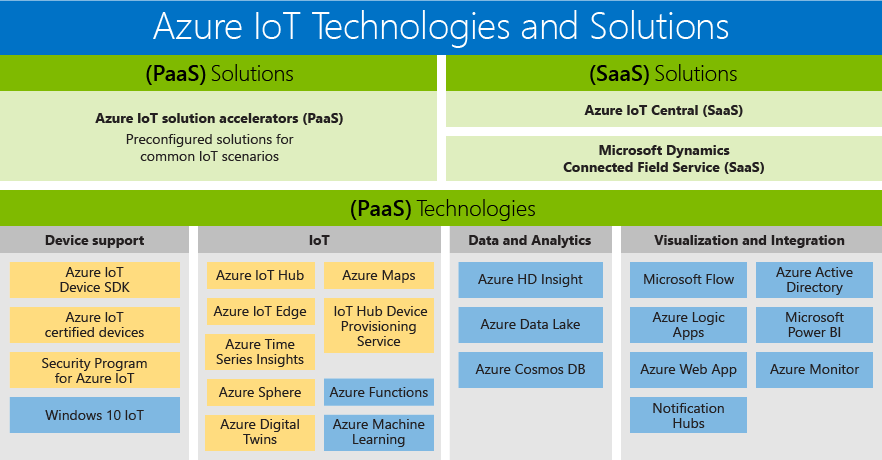 Azure IoT Technologies and Solutions
(PaaS) Solutions
(SaaS) Solutions
Azure IoT solution accelerators (PaaS)
Preconfigured solutions for
common IoT scenarios
Azure IoT Central (SaaS)
Microsoft Dynamics
Connected Field Service (SaaS)
(PaaS) Technologies
Device support
Azure IoT
Device SDK
Azure IoT
certified devices
Security Program
for Azure IoT
Windows 10 IoT
IoT
Azure IoT Hub
Azure Maps
Azure IoT Edge
IoT Hub Device
Provisioning
Service
Azure Time
Series Insights
Azure Sphere
Azure Functions
Azure Digital
Twins
Azure Machine
Learning
Data and Analytics
Azure HD Insight
Azure Data Lake
Azure Cosmos DB
Visualization and Integration
Microsoft Flow
Azure Active
Directory
Azure Logic
Apps
Microsoft
Power BI
Azure Web App
Azure Monitor
Notification
Hubs